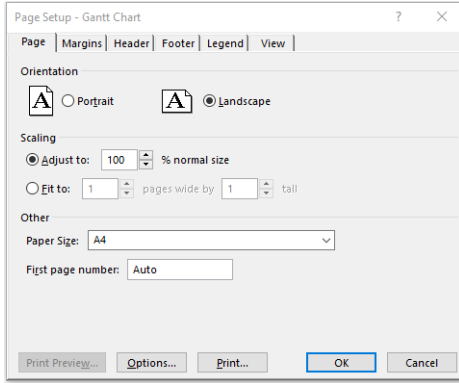 Page Setup - Gantt Chart ? ×
Page Margins Header Footer Legend View
Orientation
A Portrait A Landscape
Scaling
Adjust to: 100 % normal size
Fit to: 1 pages wide by 1 tall
Other
Paper Size: A4
First page number: Auto
Print Preview... Options... Print... OK Cancel